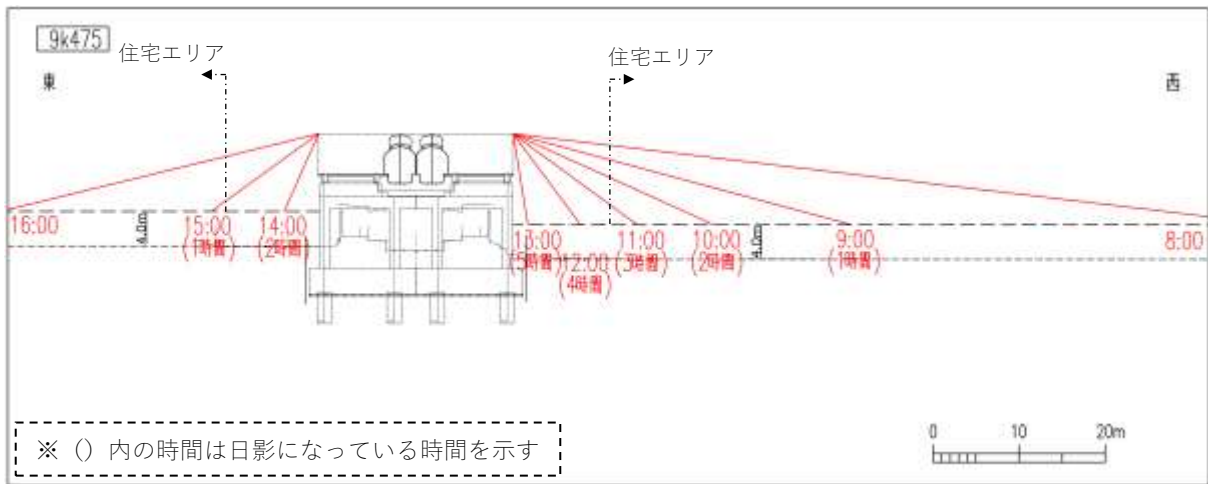 9k475
住宅エリア
住宅エリア
東
西
16:00
15:00
(1時間)
14:00
(2時間)
4.0m
13:00
(5時間)
12:00
(4時間)
11:00
(3時間)
10:00
(2時間)
4.0m
9:00
(1時間)
8:00
※（）内の時間は日影になっている時間を示す
0 10 20m